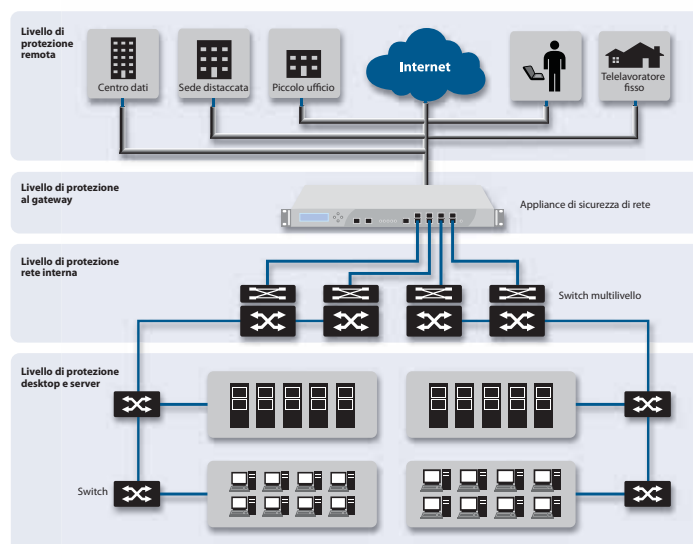 Livello di
protezione
remota
Centro dati
Sede distaccata
Piccolo ufficio
Internet
Telelavoratore
fisso
Livello di protezione
al gateway
Appliance di sicurezza di rete
Livello di protezione
rete interna
Switch multilivello
Livello di protezione
desktop e server
Switch